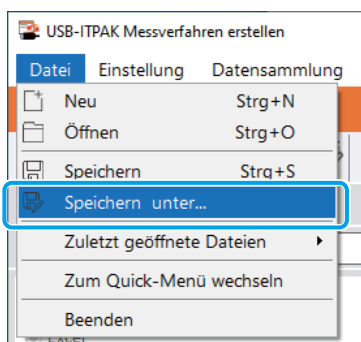 USB-ITPAK Messverfahren erstellen
Datei Einstellung Datensammlung
Neu Strg+N
Öffnen Strg+O
Speichern Strg+S
Speichern unter...
Zuletzt geöffnete Dateien
Zum Quick-Menü wechseln
Beenden